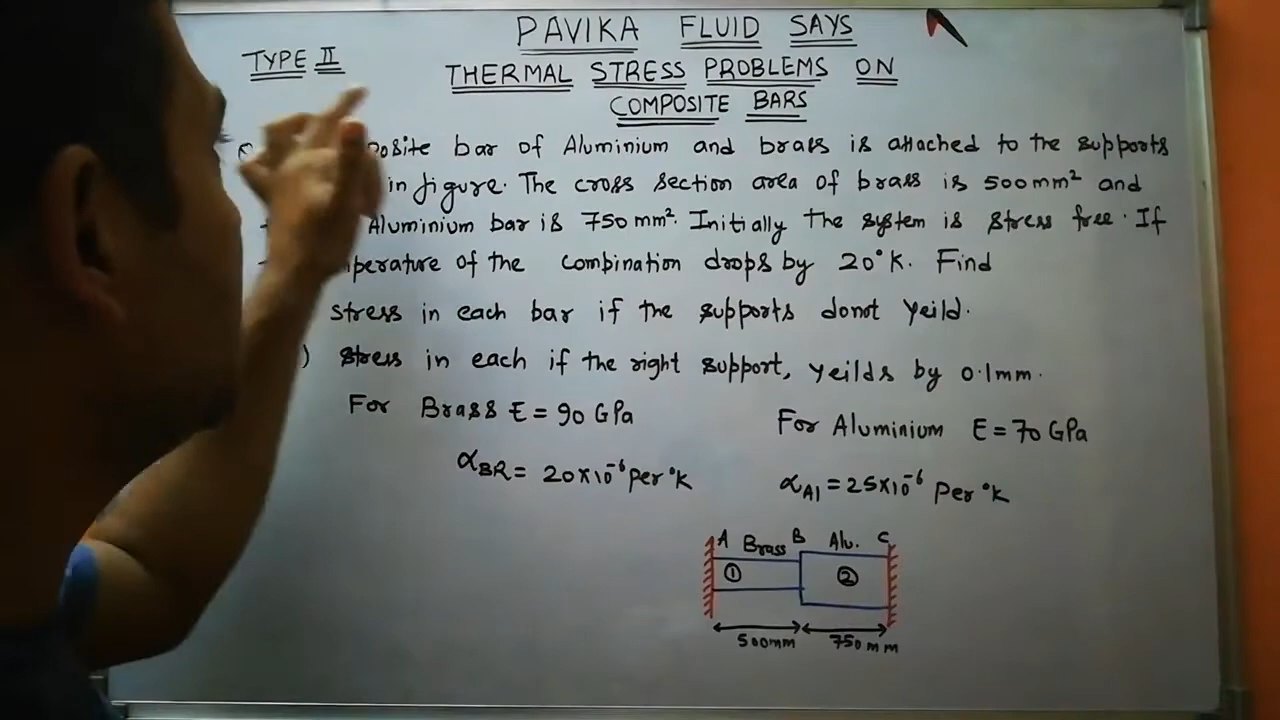 PAVIKA FLUID SAYS
TYPE II
THERMAL STRESS PROBLEMS ON
COMPOSITE BARS
posite bar of Aluminium and brass is attached to the supports
in figure. The cross section area of brass is 500mm² and
Aluminium bar is 750 mm². Initially the system is stress free. If
perature of the combination drops by 20°K. Find
stress in each bar if the supports donot yeild.
) stress in each if the right support, yeilds by 0.1mm.
For Brass E = 90 GPa
For Aluminium E = 70 GPa
αBR = 20×10⁻⁶ per °K
αAl = 25×10⁻⁶ Per °K
A Brass B Alu. C
① ②
500mm 750mm